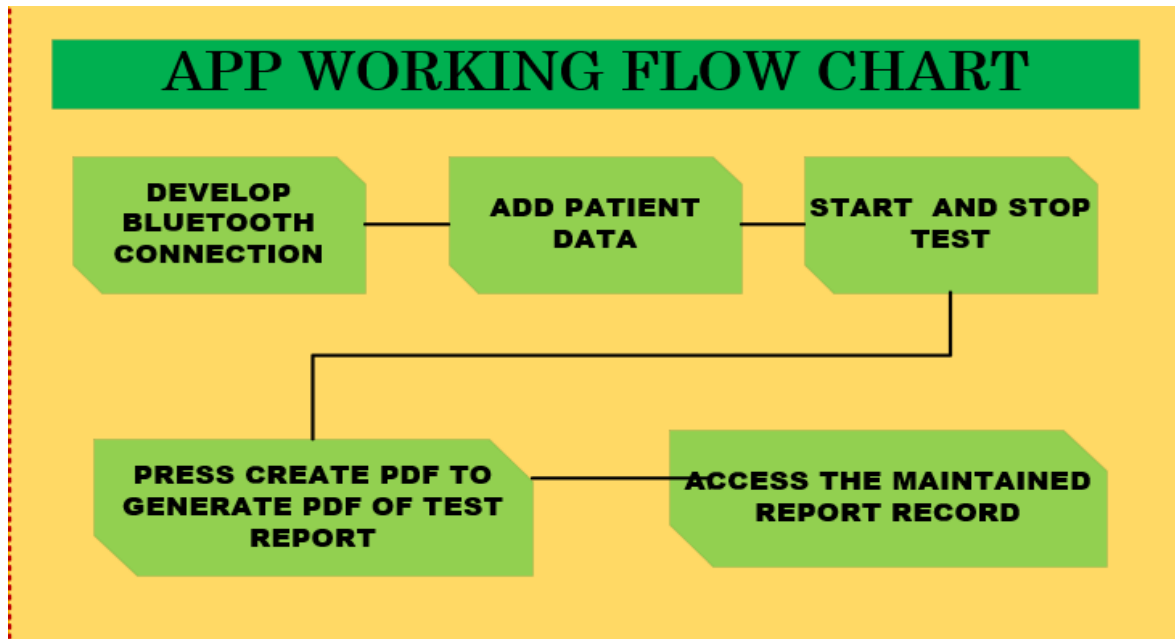 APP WORKING FLOW CHART
DEVELOP
BLUETOOTH
CONNECTION
ADD PATIENT
DATA
START AND STOP
TEST
PRESS CREATE PDF TO
GENERATE PDF OF TEST
REPORT
ACCESS THE MAINTAINED
REPORT RECORD